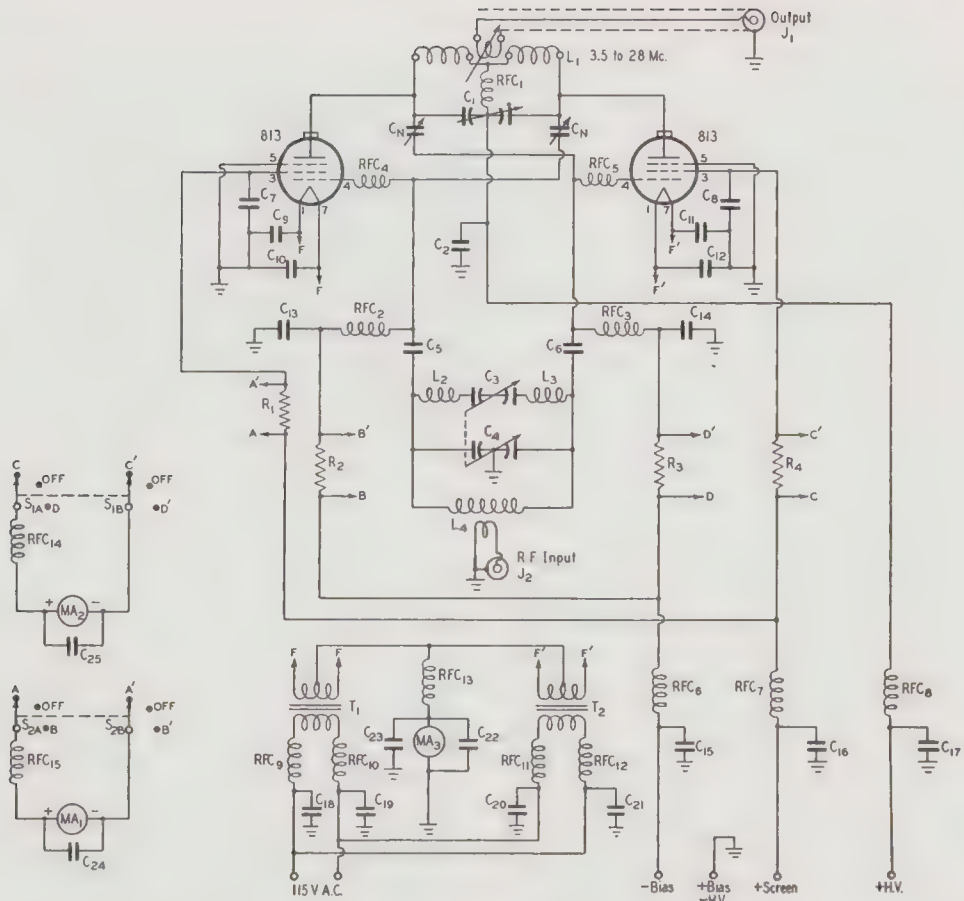 Output
J1
L1 3.5 to 28 Mc.
RFC1
C1
813
CN
CN
813
5
3
4
1
7
RFC4
RFC5
4
5
3
1
7
C7
C9
F
C10
F
C8
C11
F'
C12
F'
C2
C13
RFC2
RFC3
C14
C5
C6
A'
R1
A
L2
C3
L3
C4
B'
R2
B
D'
R3
D
C'
R4
C
L4
R.F Input
J2
C
OFF
C'
OFF
S1A
D
S1B
D'
RFC14
+
MA2
-
C25
A
OFF
A'
OFF
S2A
B
S2B
B'
RFC15
+
MA1
-
C24
F
F
F'
F'
RFC13
T1
T2
C23
MA3
C22
RFC9
RFC10
RFC11
RFC12
C18
C19
C20
C21
RFC6
RFC7
RFC8
C15
C16
C17
115 V A.C.
-Bias
+Bias
-H.V.
+Screen
+H.V.